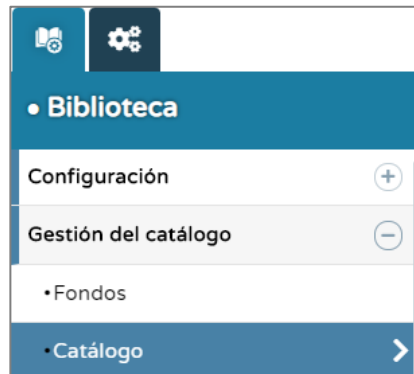 • Biblioteca
Configuración
Gestión del catálogo
•Fondos
•Catálogo